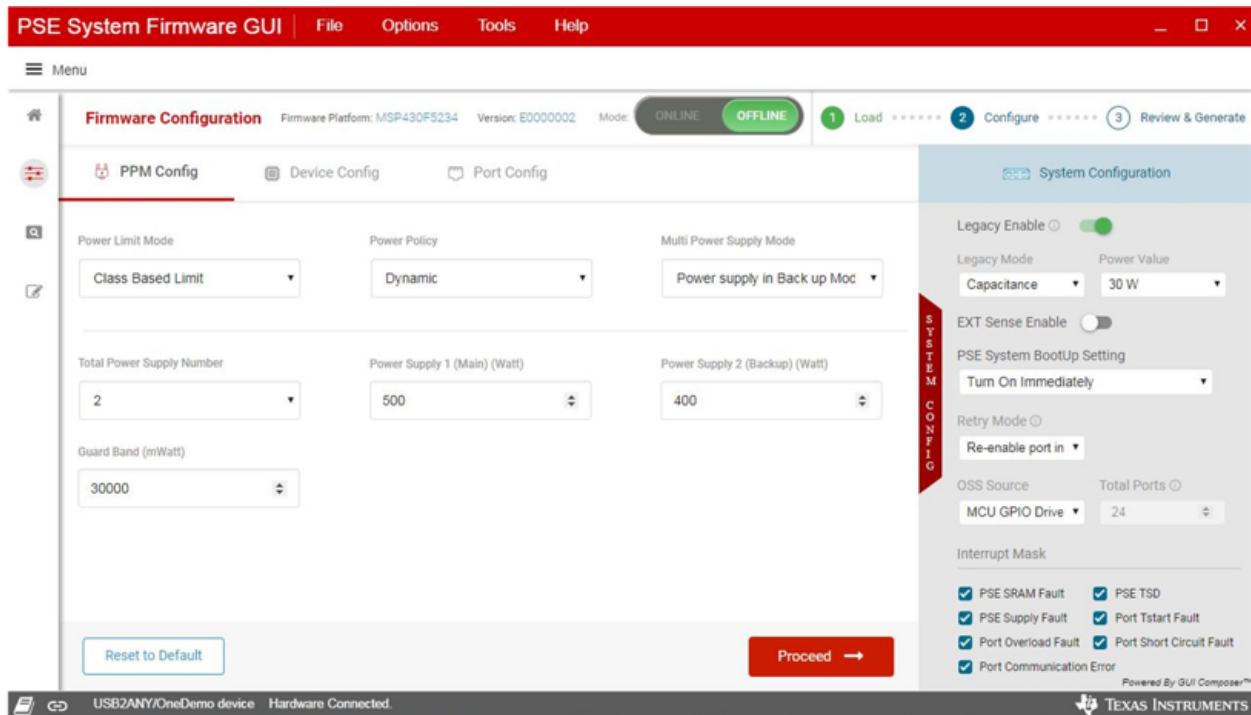 PSE System Firmware GUI File Options Tools Help
Menu
Firmware Configuration Firmware Platform: MSP430F5234 Version: E0000002 Mode: ONLINE OFFLINE 1 Load 2 Configure 3 Review & Generate
PPM Config Device Config Port Config
System Configuration
Power Limit Mode Power Policy Multi Power Supply Mode
Class Based Limit Dynamic Power supply in Back up Moc
Total Power Supply Number Power Supply 1 (Main) (Watt) Power Supply 2 (Backup) (Watt)
2 500 400
Guard Band (mWatt)
30000
Reset to Default Proceed
SYSTEM CONFIG
Legacy Enable
Legacy Mode Power Value
Capacitance 30 W
EXT Sense Enable
PSE System BootUp Setting
Turn On Immediately
Retry Mode
Re-enable port in
OSS Source Total Ports
MCU GPIO Drive 24
Interrupt Mask
PSE SRAM Fault PSE TSD
PSE Supply Fault Port Tstart Fault
Port Overload Fault Port Short Circuit Fault
Port Communication Error
Powered By GUI Composer™
USB2ANY/OneDemo device Hardware Connected. TEXAS INSTRUMENTS